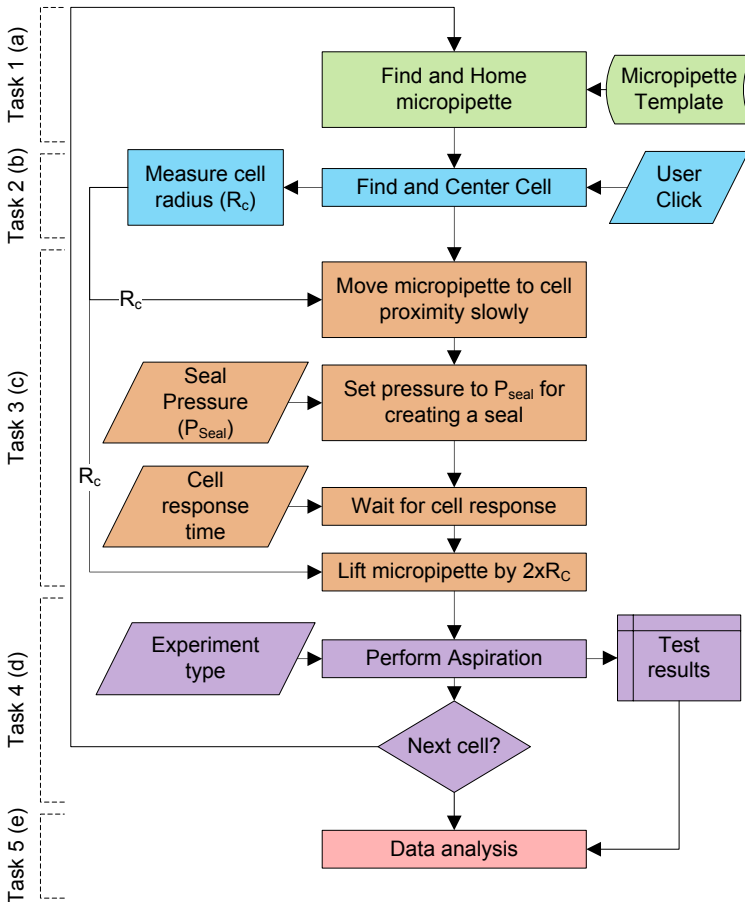 Task 1 (a)
Find and Home
micropipette
Micropipette
Template
Task 2 (b)
Measure cell
radius (Rc)
Find and Center Cell
User
Click
Task 3 (c)
Rc
Move micropipette to cell
proximity slowly
Seal
Pressure
(PSeal)
Set pressure to Pseal for
creating a seal
Rc
Cell
response
time
Wait for cell response
Lift micropipette by 2xRC
Task 4 (d)
Experiment
type
Perform Aspiration
Test
results
Next cell?
Task 5 (e)
Data analysis